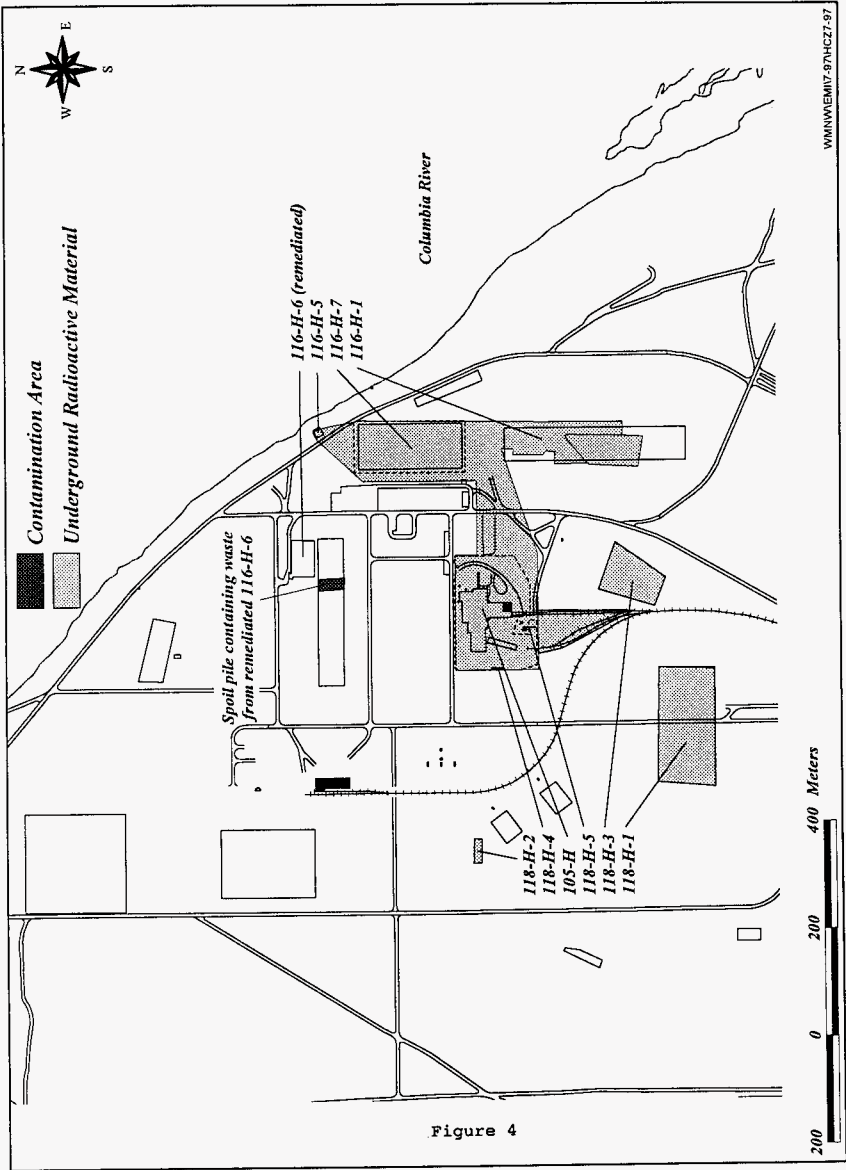 N
W
E
S
Contamination Area
Underground Radioactive Material
Spoil pile containing waste
from remediated 116-H-6
116-H-6 (remediated)
116-H-5
116-H-7
116-H-1
Columbia River
118-H-2
118-H-4
105-H
118-H-5
118-H-3
118-H-1
200 0 200 400 Meters
WMNW\EMI\7-97\HCZ7-97
Figure 4